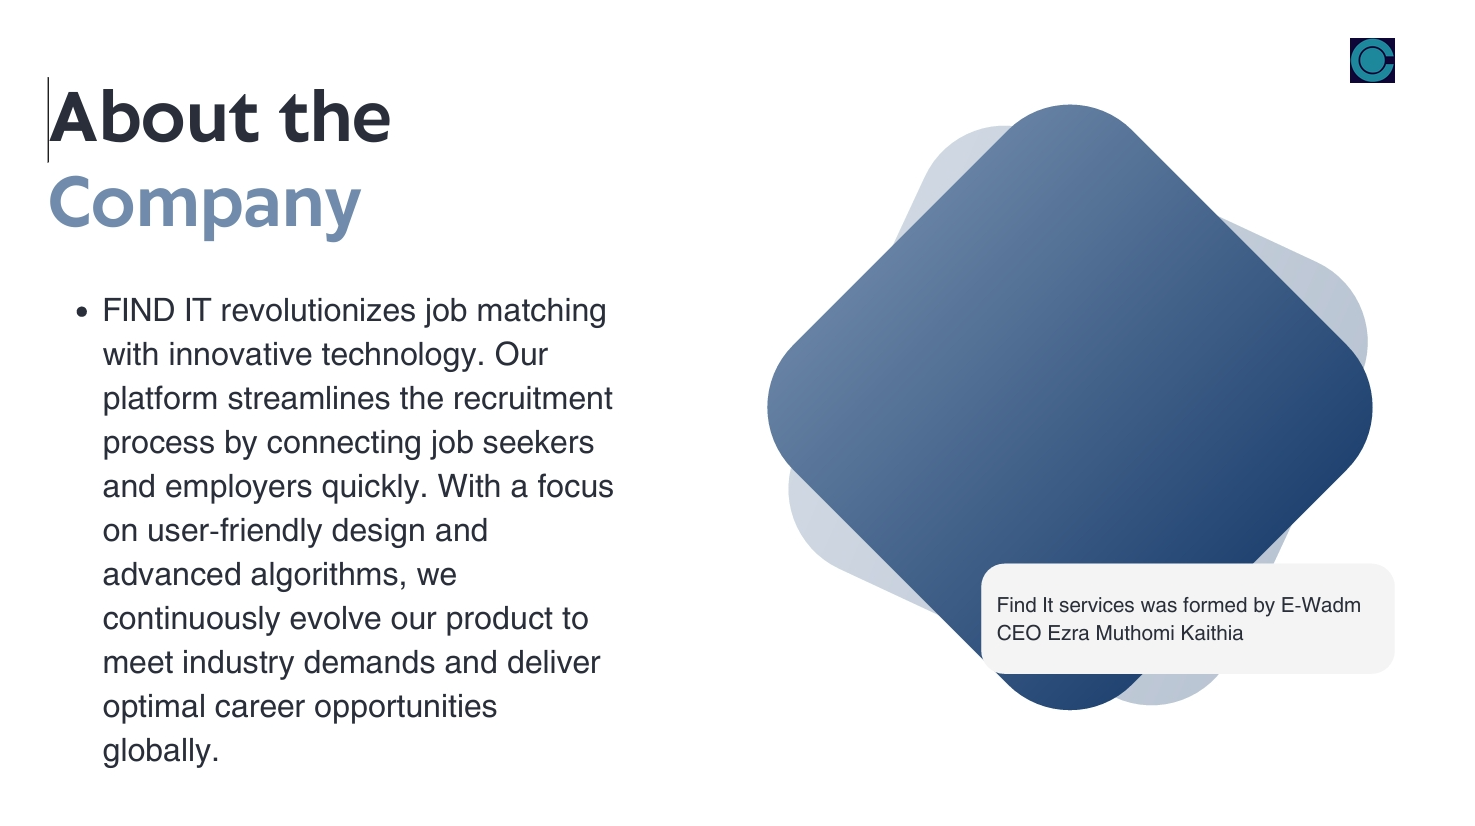 About the
Company
• FIND IT revolutionizes job matching
with innovative technology. Our
platform streamlines the recruitment
process by connecting job seekers
and employers quickly. With a focus
on user-friendly design and
advanced algorithms, we
continuously evolve our product to
meet industry demands and deliver
optimal career opportunities
globally.
Find It services was formed by E-Wadm
CEO Ezra Muthomi Kaithia